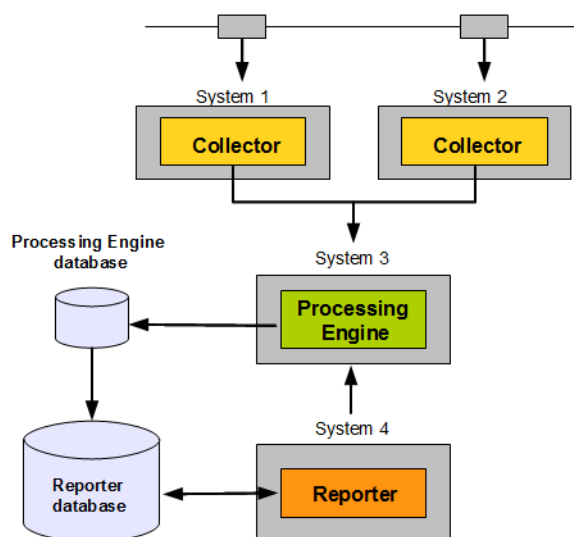 System 1
System 2
Collector
Collector
Processing Engine
database
System 3
Processing
Engine
System 4
Reporter
database
Reporter